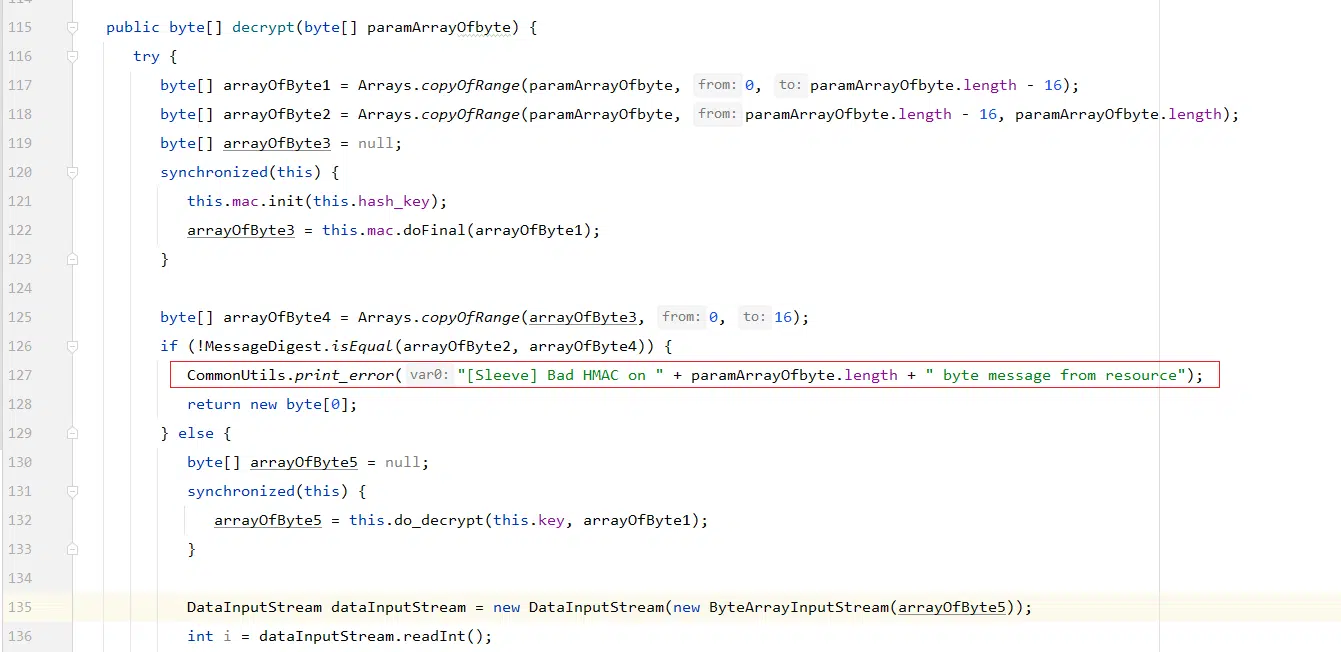 115 public byte[] decrypt(byte[] paramArrayOfbyte) {
116 try {
117 byte[] arrayOfByte1 = Arrays.copyOfRange(paramArrayOfbyte, from: 0, to: paramArrayOfbyte.length - 16);
118 byte[] arrayOfByte2 = Arrays.copyOfRange(paramArrayOfbyte, from: paramArrayOfbyte.length - 16, paramArrayOfbyte.length);
119 byte[] arrayOfByte3 = null;
120 synchronized(this) {
121 this.mac.init(this.hash_key);
122 arrayOfByte3 = this.mac.doFinal(arrayOfByte1);
123 }
124
125 byte[] arrayOfByte4 = Arrays.copyOfRange(arrayOfByte3, from: 0, to: 16);
126 if (!MessageDigest.isEqual(arrayOfByte2, arrayOfByte4)) {
127 CommonUtils.print_error( var0: "[Sleeve] Bad HMAC on " + paramArrayOfbyte.length + " byte message from resource");
128 return new byte[0];
129 } else {
130 byte[] arrayOfByte5 = null;
131 synchronized(this) {
132 arrayOfByte5 = this.do_decrypt(this.key, arrayOfByte1);
133 }
134
135 DataInputStream dataInputStream = new DataInputStream(new ByteArrayInputStream(arrayOfByte5));
136 int i = dataInputStream.readInt();